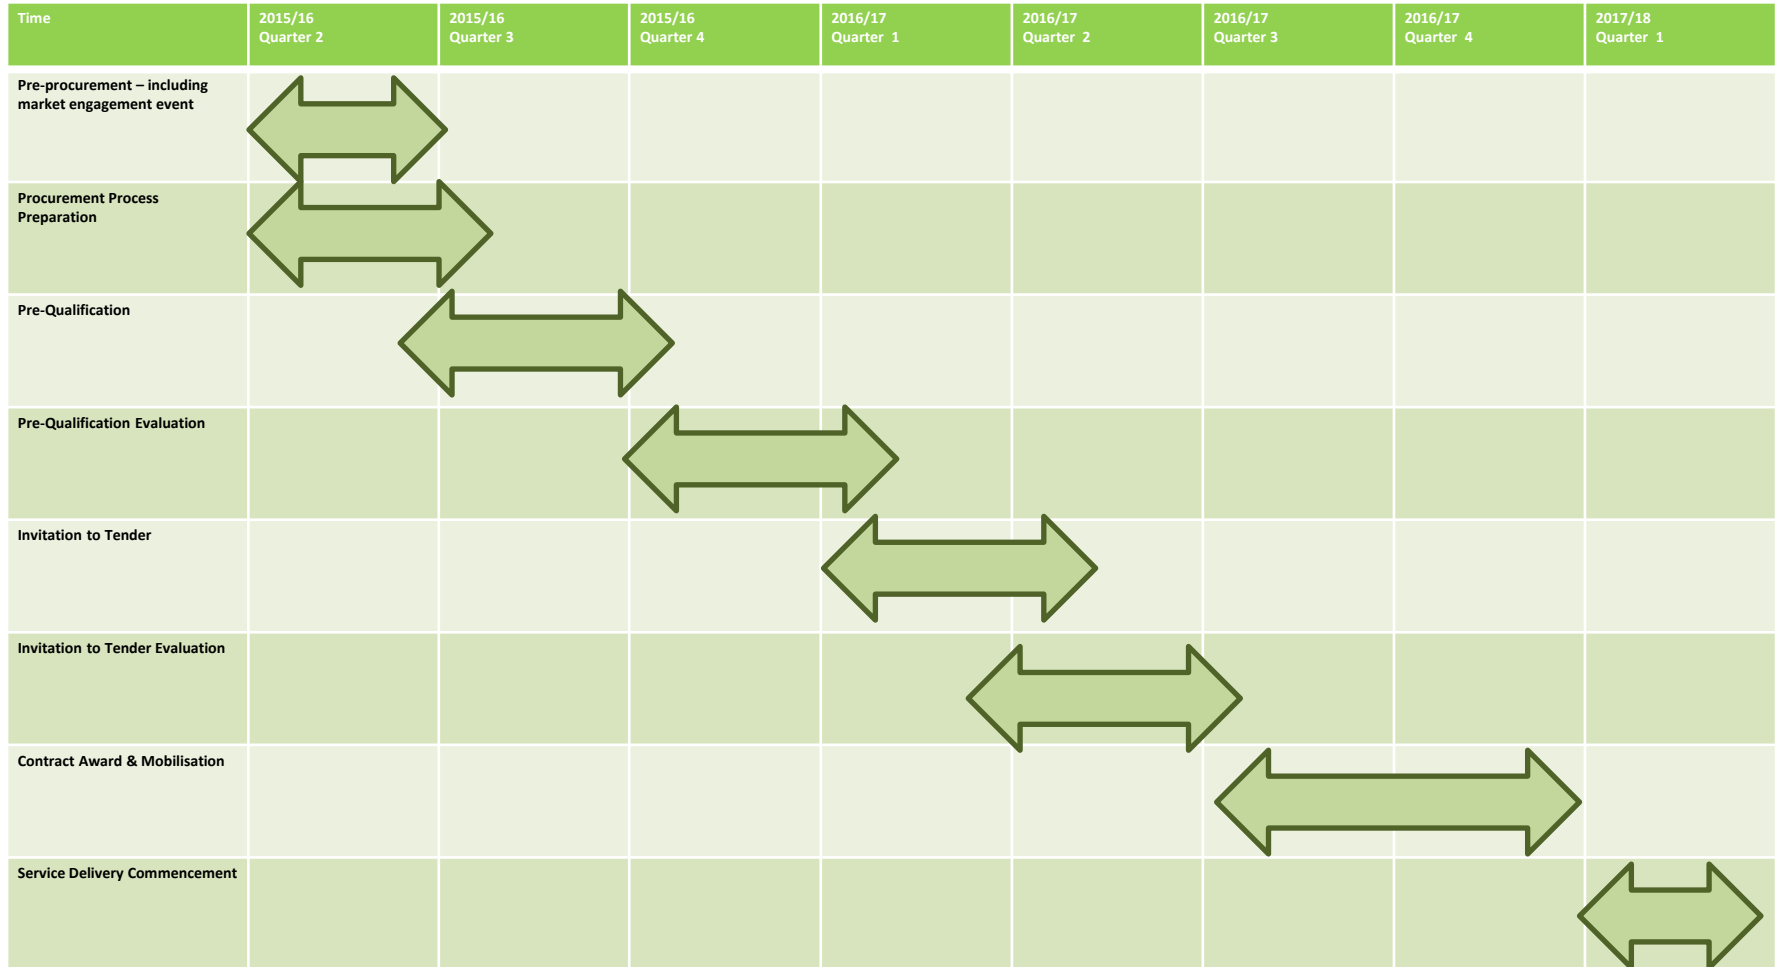 Time
2015/16
Quarter 2
2015/16
Quarter 3
2015/16
Quarter 4
2016/17
Quarter  1
2016/17
Quarter  2
2016/17
Quarter 3
2016/17
Quarter  4
2017/18
Quarter 1
Pre-procurement – including
market engagement event
Procurement Process
Preparation
Pre-Qualification
Pre-Qualification Evaluation
Invitation to Tender
Invitation to Tender Evaluation
Contract Award & Mobilisation
Service Delivery Commencement